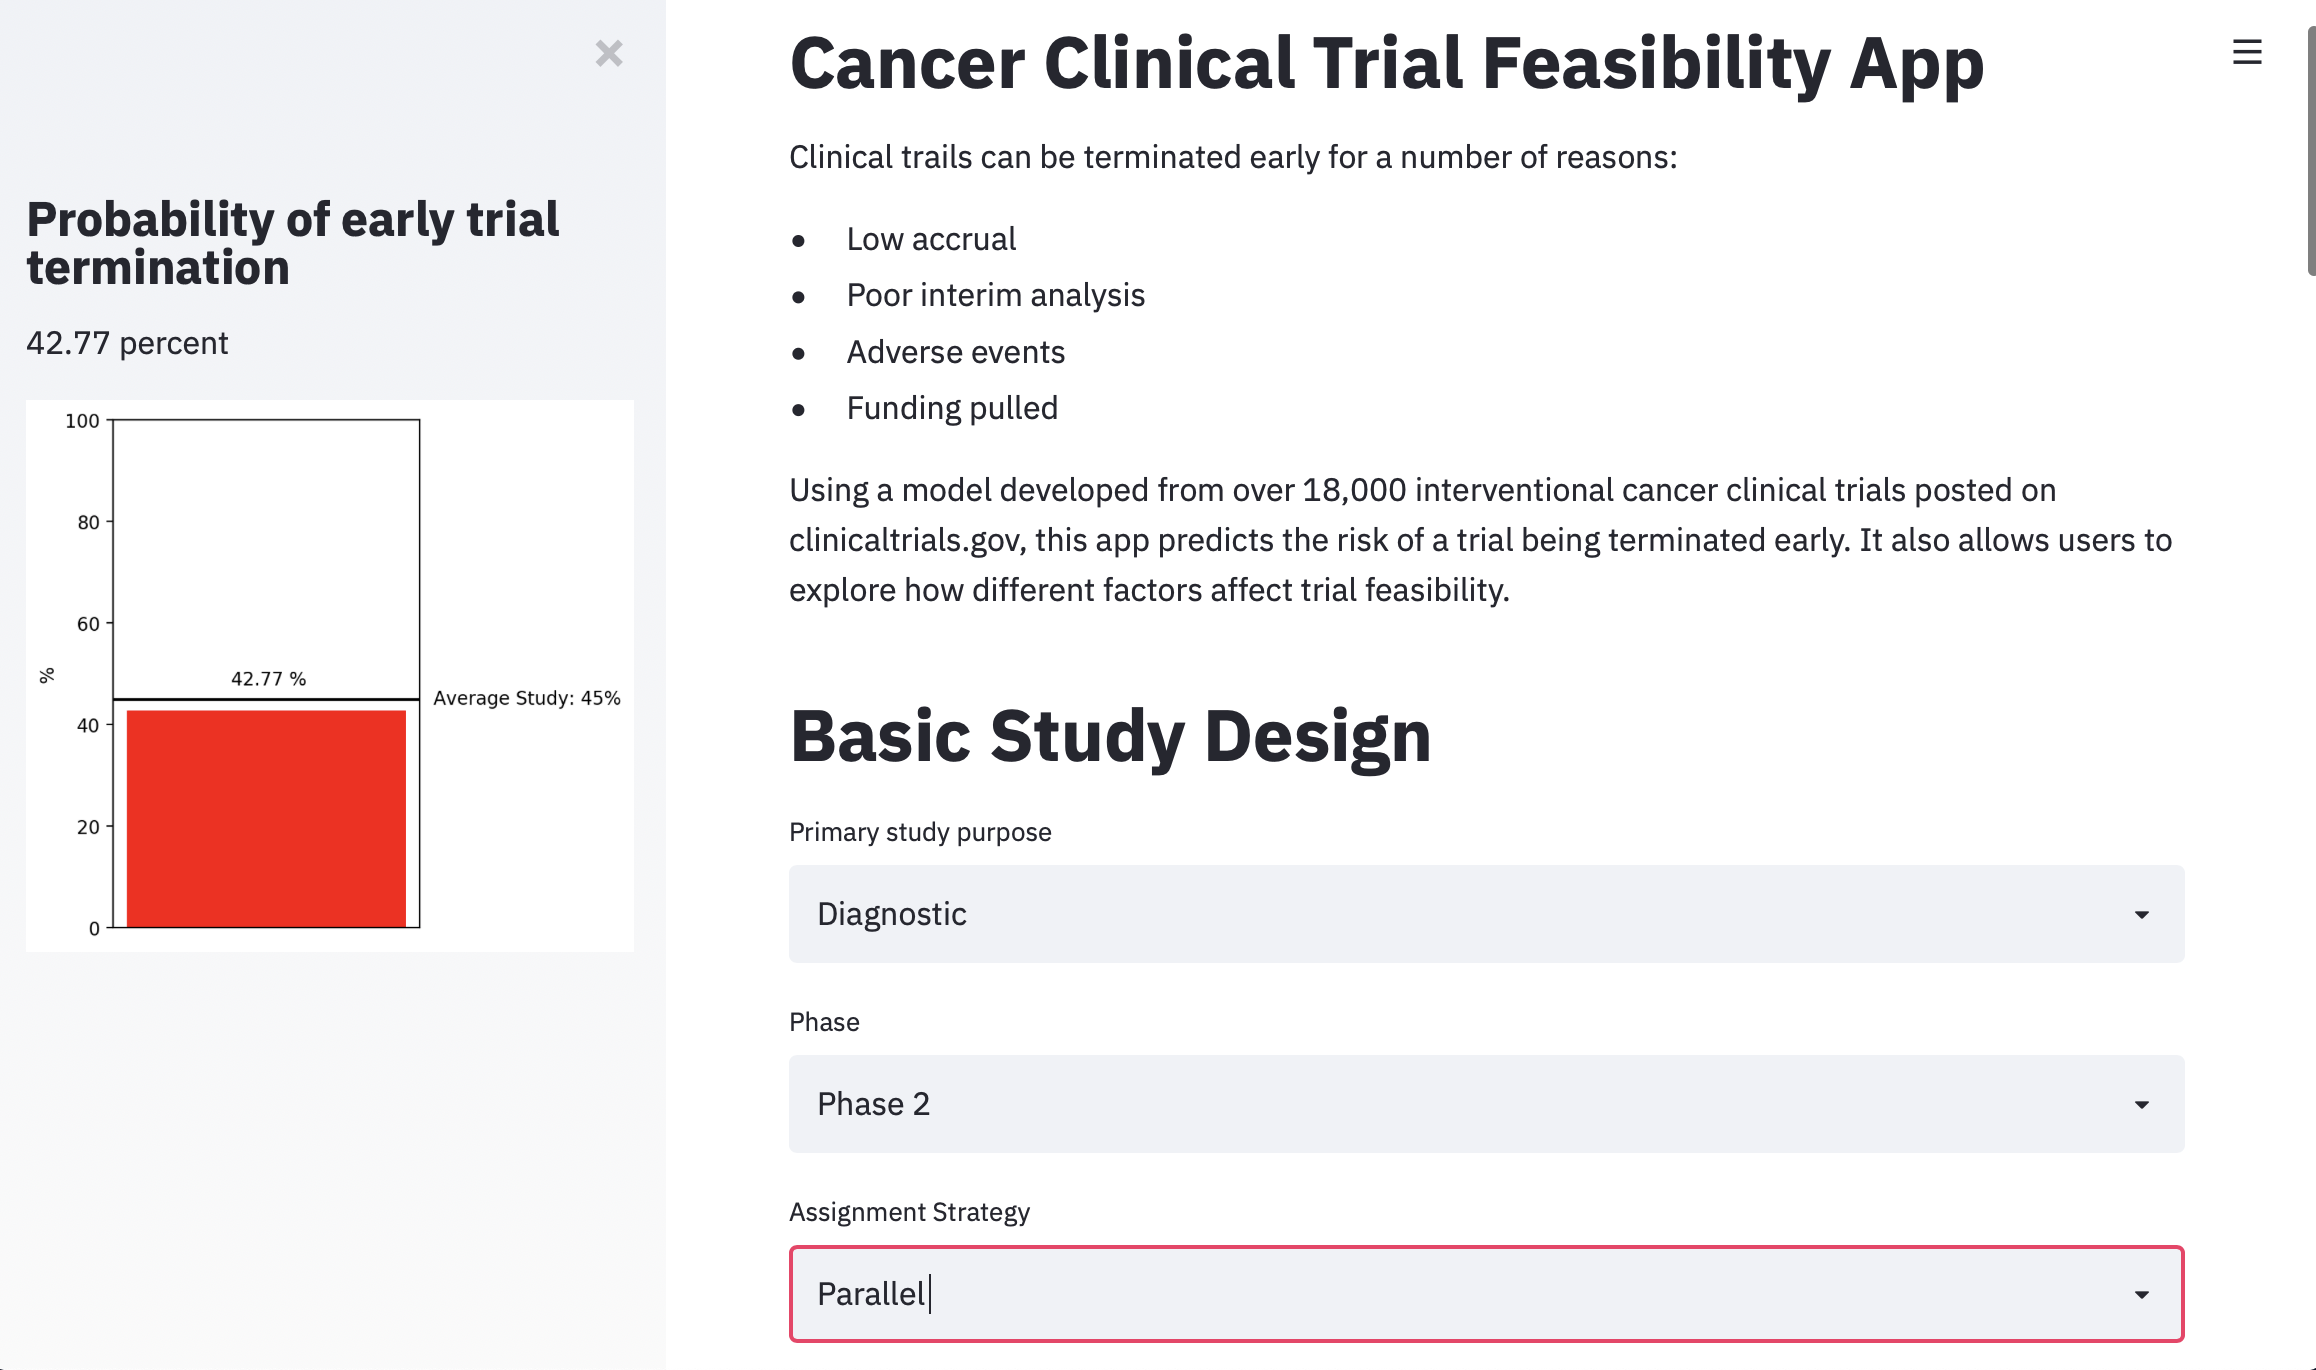 Probability of early trial
termination
42.77 percent
100
80
60
40
20
0
%
42.77 %
Average Study: 45%
Cancer Clinical Trial Feasibility App
Clinical trails can be terminated early for a number of reasons:
Low accrual
Poor interim analysis
Adverse events
Funding pulled
Using a model developed from over 18,000 interventional cancer clinical trials posted on
clinicaltrials.gov, this app predicts the risk of a trial being terminated early. It also allows users to
explore how different factors affect trial feasibility.
Basic Study Design
Primary study purpose
Diagnostic
Phase
Phase 2
Assignment Strategy
Parallel